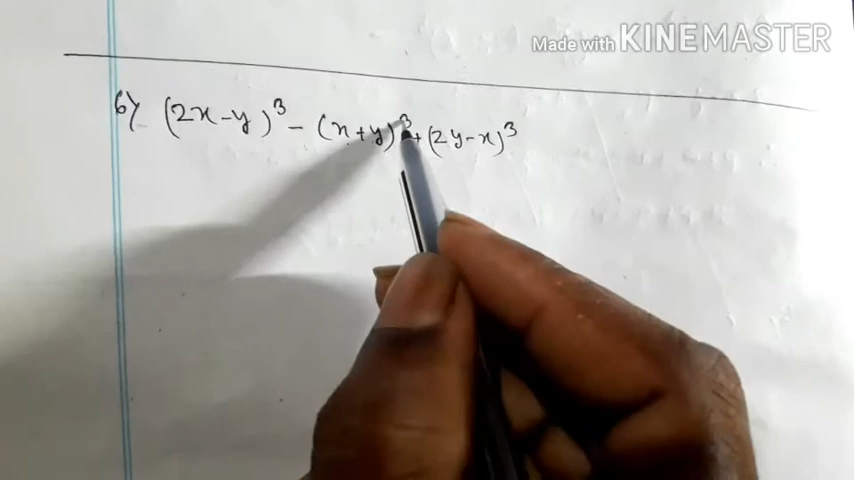 Made with KINEMASTER
6) (2x-y)³ - (x+y)³ + (2y-x)³